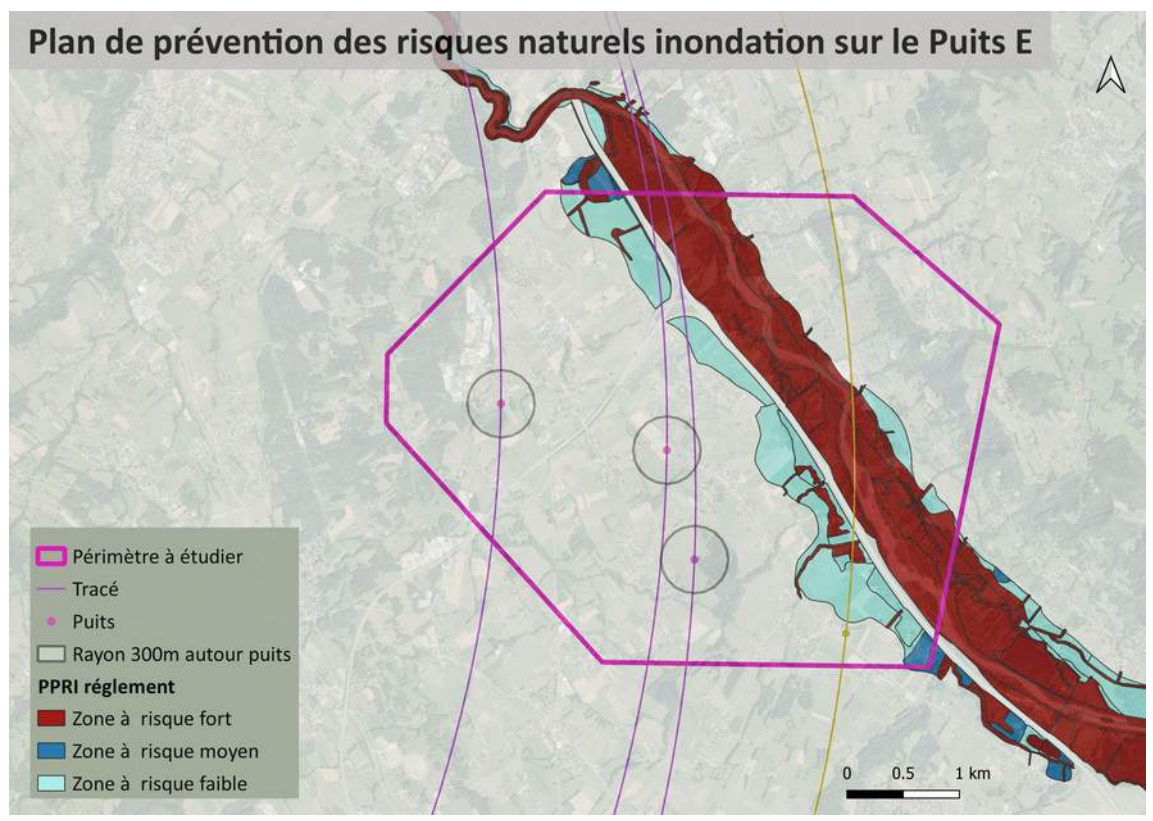 Plan de prévention des risques naturels inondation sur le Puits E
Périmètre à étudier
Tracé
Puits
Rayon 300m autour puits
PPRI réglement
Zone à  risque fort
Zone à  risque moyen
Zone à  risque faible
0 0.5 1 km